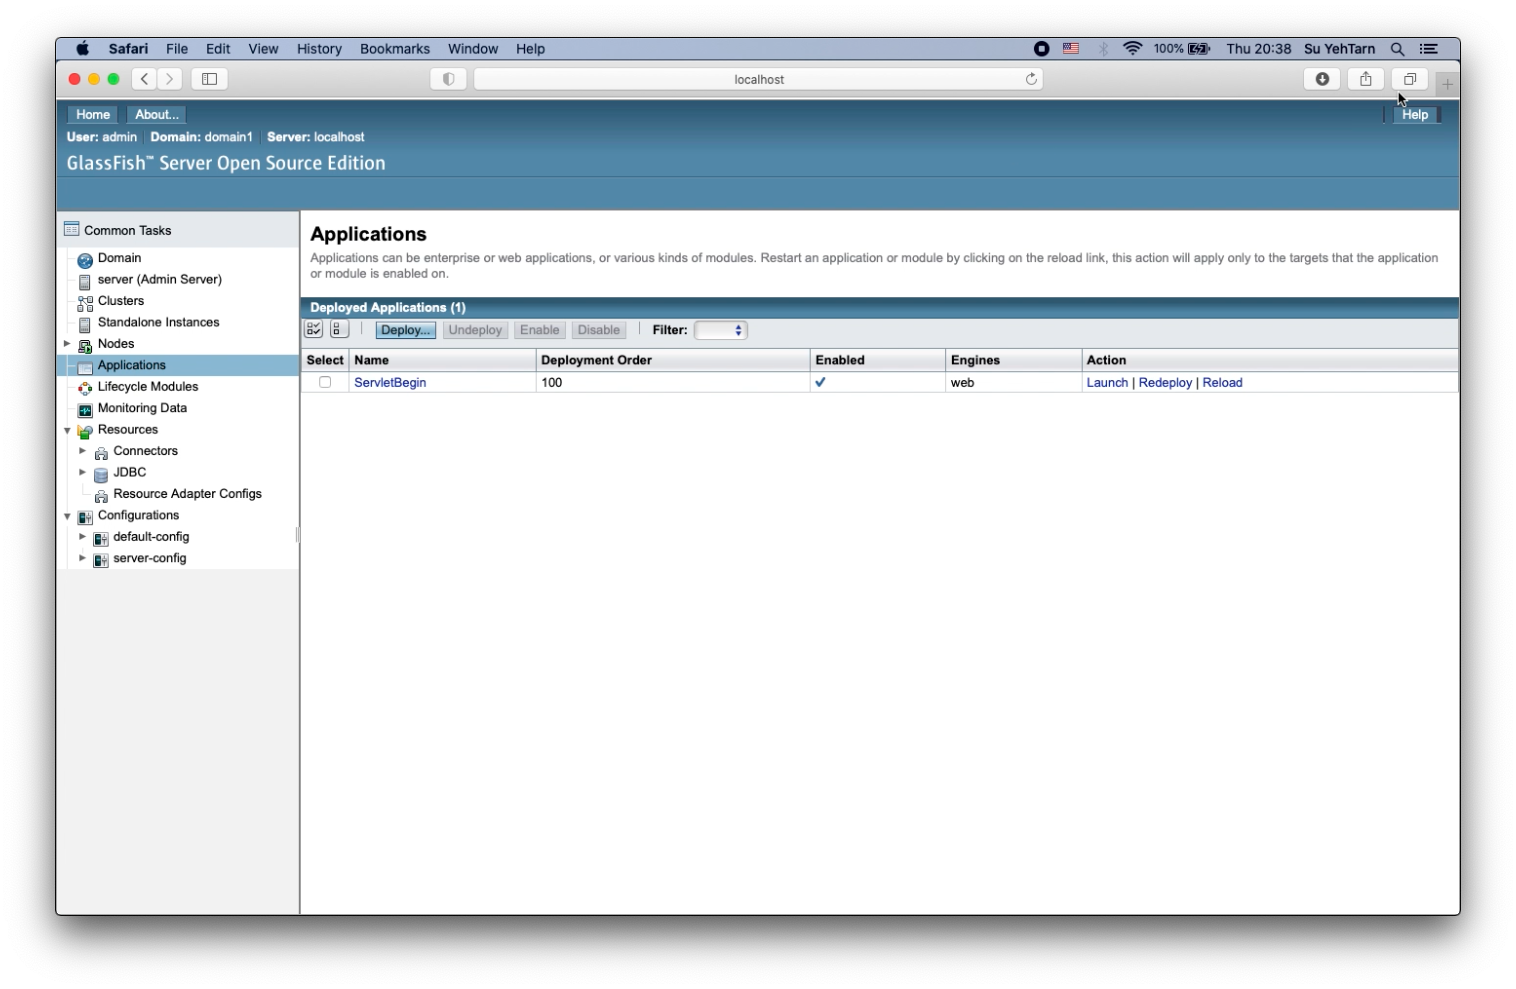 Safari File Edit View History Bookmarks Window Help 100% Thu 20:38 Su YehTarn
localhost
Home About... Help
User: admin Domain: domain1 Server: localhost
GlassFish™ Server Open Source Edition
Common Tasks
Domain
server (Admin Server)
Clusters
Standalone Instances
Nodes
Applications
Lifecycle Modules
Monitoring Data
Resources
Connectors
JDBC
Resource Adapter Configs
Configurations
default-config
server-config
Applications
Applications can be enterprise or web applications, or various kinds of modules. Restart an application or module by clicking on the reload link, this action will apply only to the targets that the application
or module is enabled on.
Deployed Applications (1)
Deploy... Undeploy Enable Disable Filter:
Select Name Deployment Order Enabled Engines Action
ServletBegin 100 web Launch | Redeploy | Reload